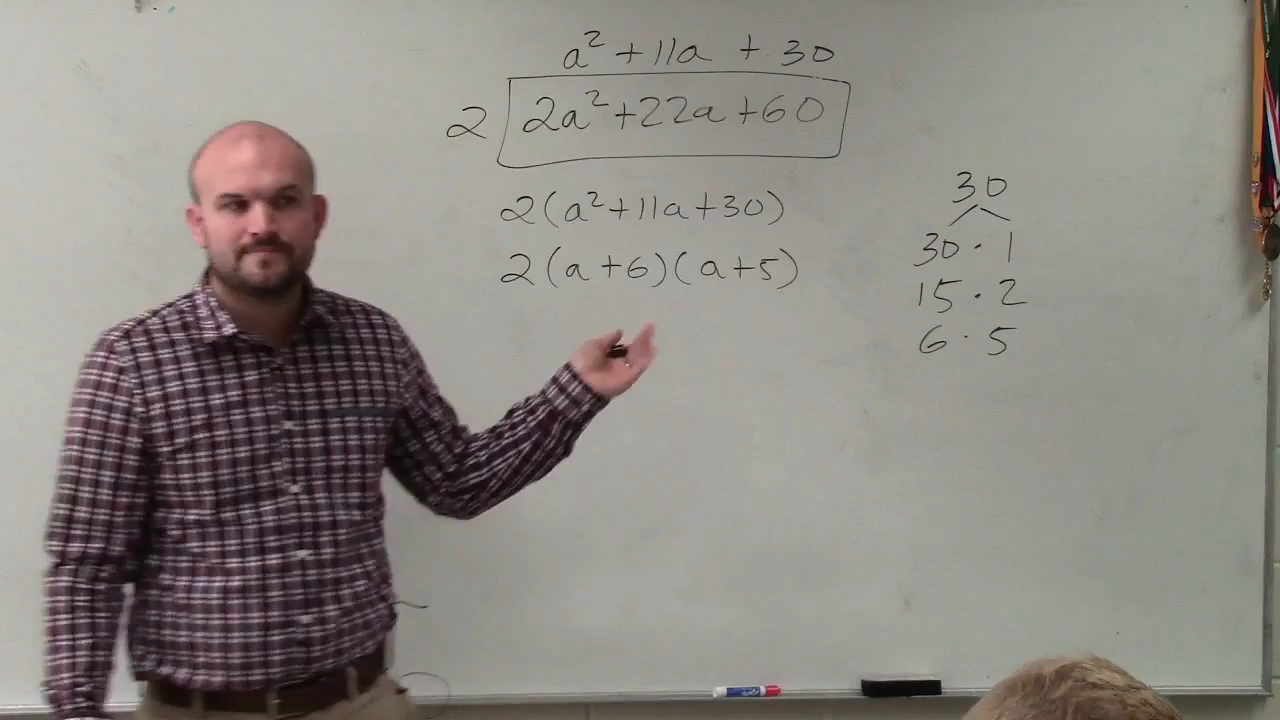 a² + 11a + 30
2 2a² + 22a + 60
2(a² + 11a + 30)
2(a + 6)(a + 5)
30
30 · 1
15 · 2
6 · 5